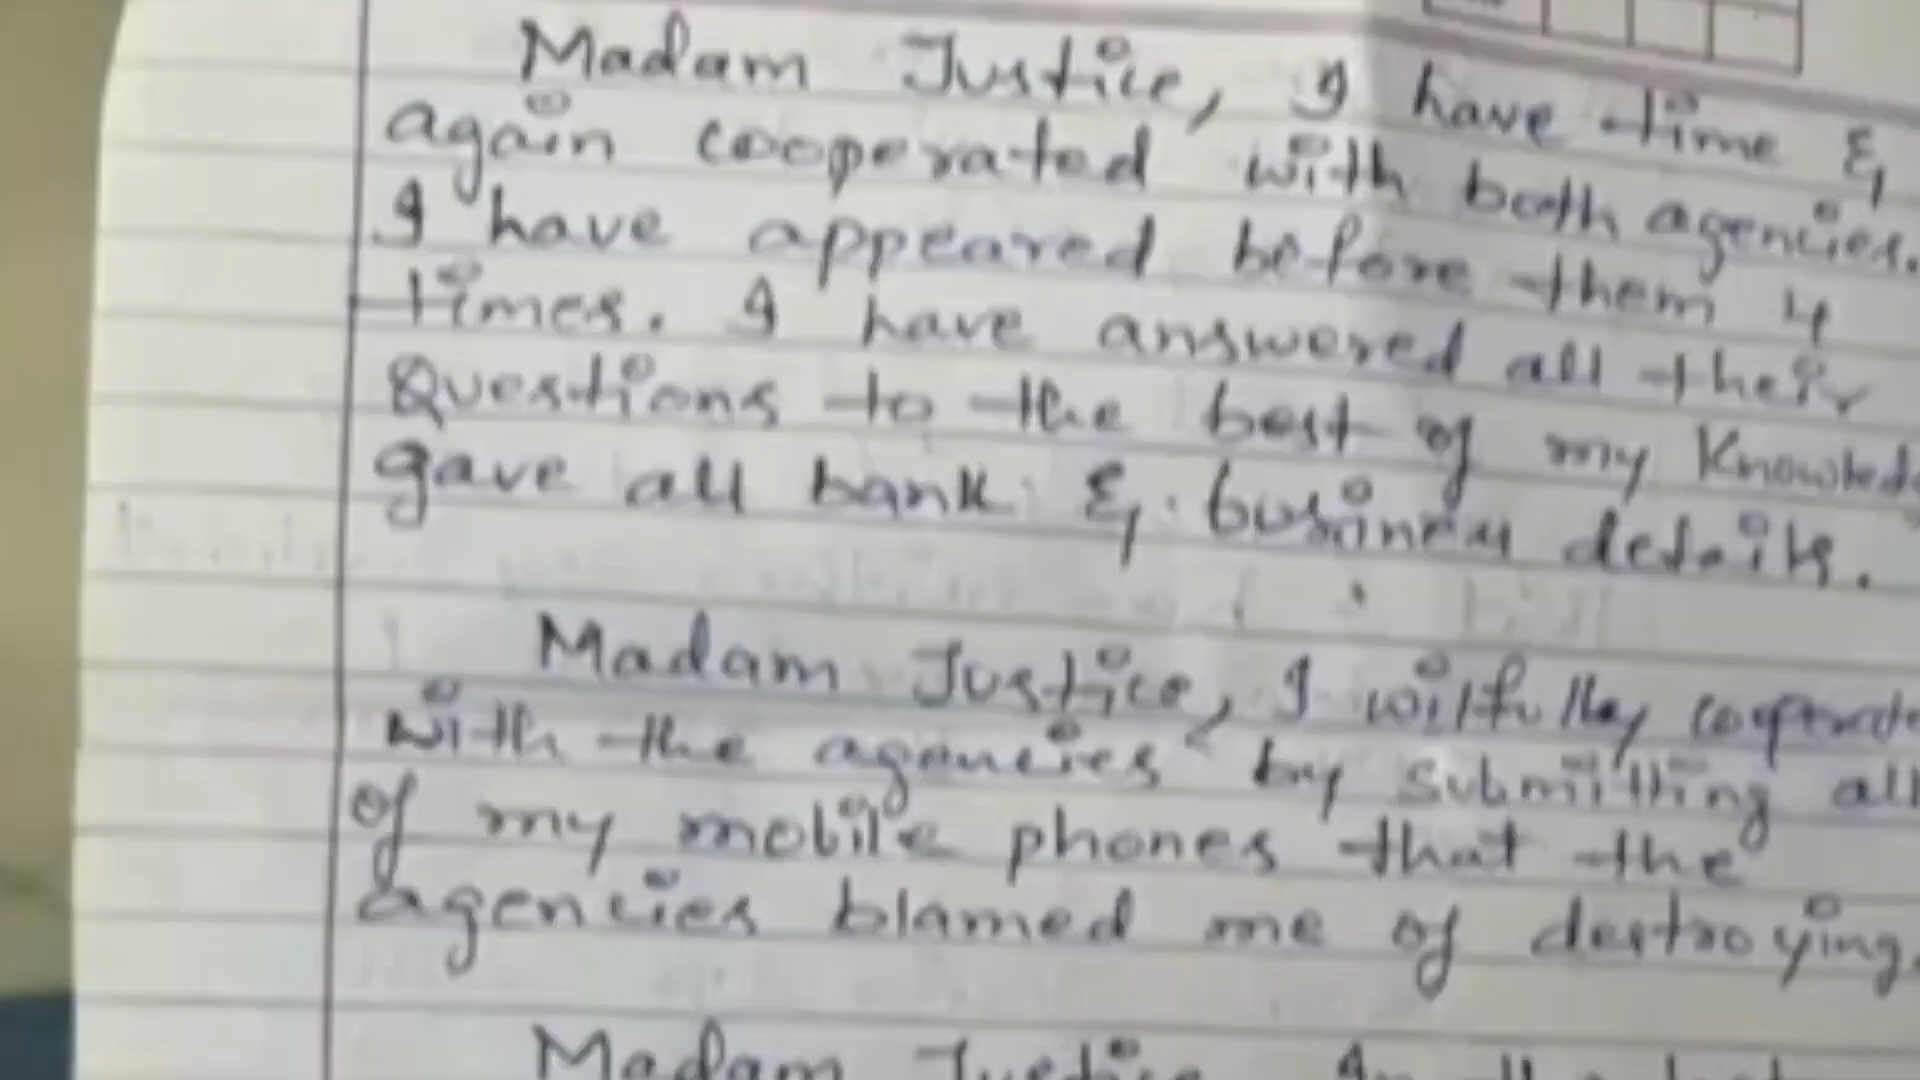 Madam Justice, I have time &
again cooperated with both agencies.
I have appeared before them 4
times. I have answered all their
Questions to the best of my Knowled
gave all bank & business details.
Madam Justice, I wilfully cooperate
with the agencies by submitting all
of my mobile phones that the
agencies blamed me of destroying.
Madam Justice